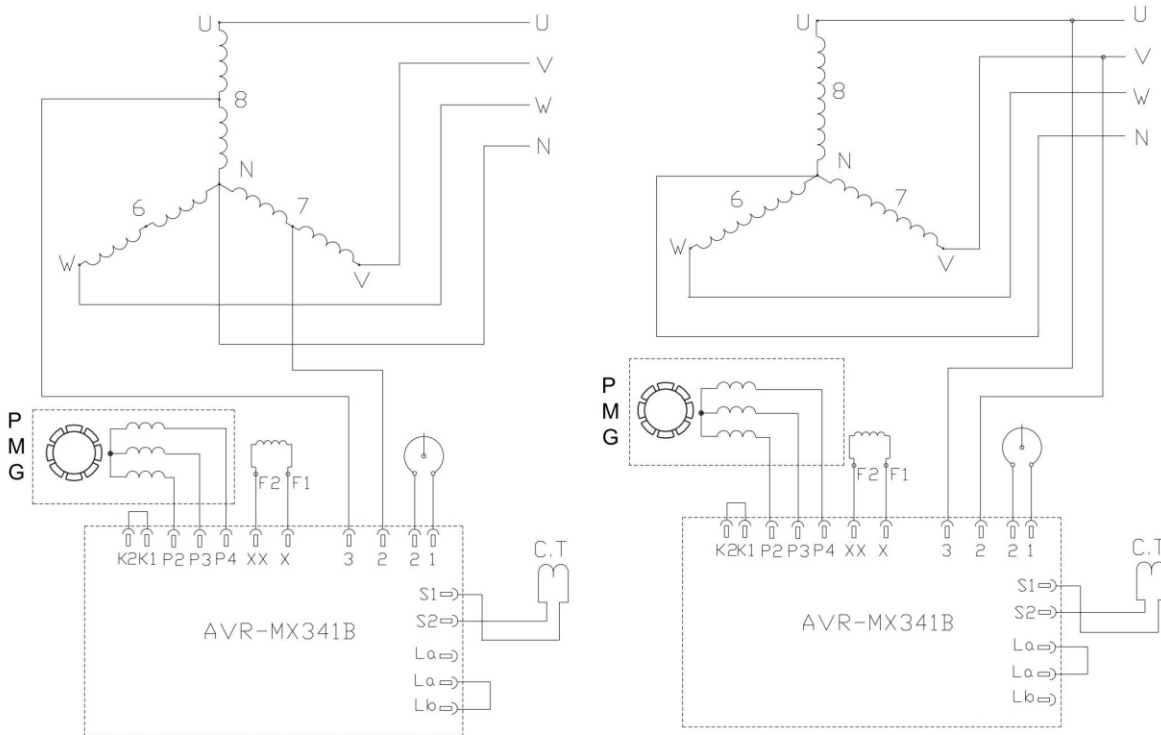 U U
8 V
W
N
N
6 7
W V
P
M
G
F2 F1
K2 K1 P2 P3 P4 XX X 3 2 2 1
C.T
S1
AVR-MX341B S2
La
La
Lb
U U
V
8 W
N
N
6 7
W V
P
M
G
F2 F1
K2 K1 P2 P3 P4 XX X 3 2 2 1
C.T
S1
AVR-MX341B S2
La
La
Lb